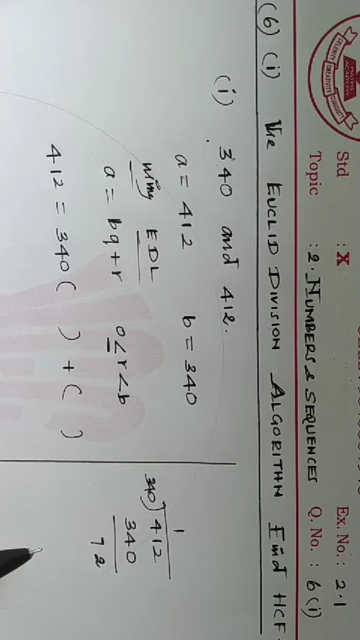 Std : X Ex. No. : 2.1
Topic : 2. NUMBERS & SEQUENCES Q. No. : 6(i)
(6) (i) Use EUCLID DIVISION ALGORITHM Find HCF
(i) 340 and 412.
a = 412 b = 340
using EDL
a = bq + r 0 ≤ r < b
412 = 340 ( ) + ( )
1
340) 412
340
72